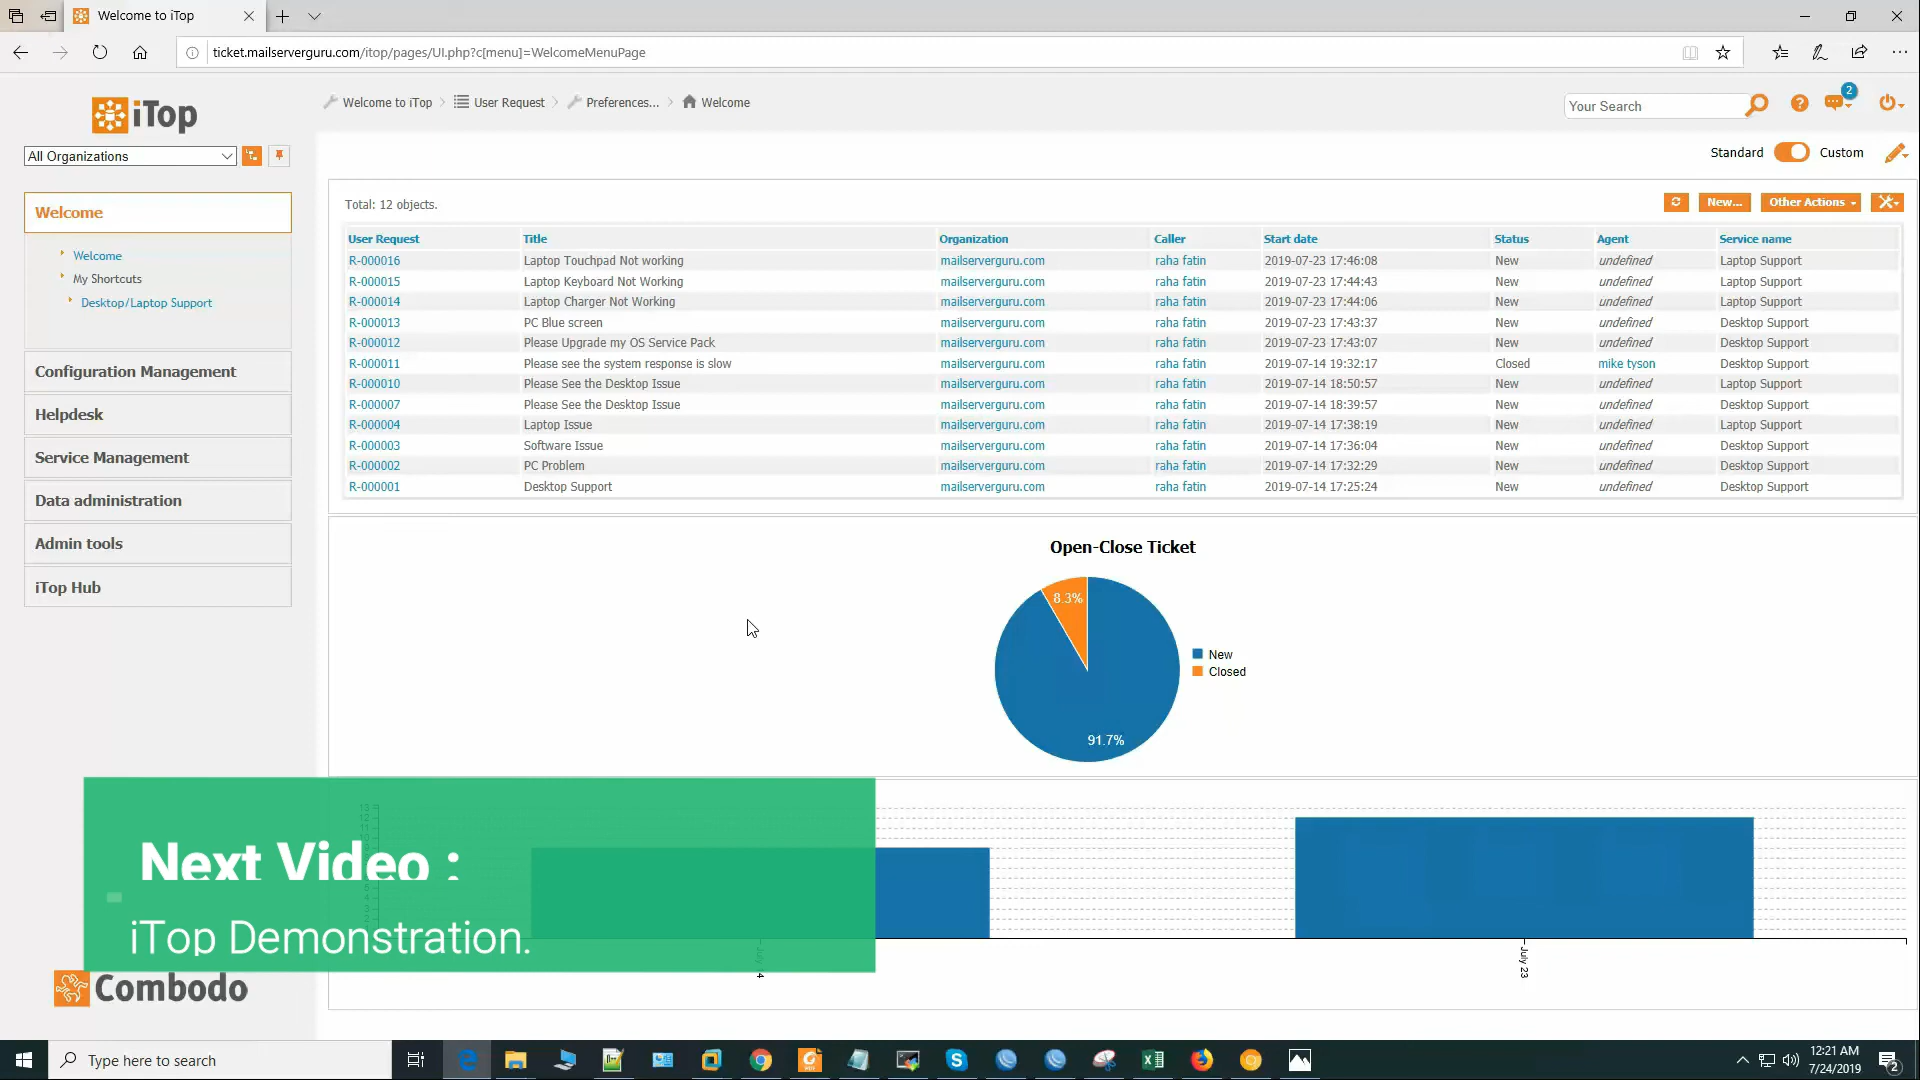 Welcome to iTop
ticket.mailserverguru.com/itop/pages/UI.php?c[menu]=WelcomeMenuPage
iTop
Welcome to iTop
User Request
Preferences...
Welcome
Your Search
2
All Organizations
Standard
Custom
Welcome
Welcome
My Shortcuts
Desktop/Laptop Support
Configuration Management
Helpdesk
Service Management
Data administration
Admin tools
iTop Hub
Total: 12 objects.
New...
Other Actions
User Request Title Organization Caller Start date Status Agent Service name
R-000016 Laptop Touchpad Not working mailserverguru.com raha fatin 2019-07-23 17:46:08 New undefined Laptop Support
R-000015 Laptop Keyboard Not Working mailserverguru.com raha fatin 2019-07-23 17:44:43 New undefined Laptop Support
R-000014 Laptop Charger Not Working mailserverguru.com raha fatin 2019-07-23 17:44:06 New undefined Laptop Support
R-000013 PC Blue screen mailserverguru.com raha fatin 2019-07-23 17:43:37 New undefined Desktop Support
R-000012 Please Upgrade my OS Service Pack mailserverguru.com raha fatin 2019-07-23 17:43:07 New undefined Desktop Support
R-000011 Please see the system response is slow mailserverguru.com raha fatin 2019-07-14 19:32:17 Closed mike tyson Desktop Support
R-000010 Please See the Desktop Issue mailserverguru.com raha fatin 2019-07-14 18:50:57 New undefined Laptop Support
R-000007 Please See the Desktop Issue mailserverguru.com raha fatin 2019-07-14 18:39:57 New undefined Desktop Support
R-000004 Laptop Issue mailserverguru.com raha fatin 2019-07-14 17:38:19 New undefined Laptop Support
R-000003 Software Issue mailserverguru.com raha fatin 2019-07-14 17:36:04 New undefined Desktop Support
R-000002 PC Problem mailserverguru.com raha fatin 2019-07-14 17:32:29 New undefined Desktop Support
R-000001 Desktop Support mailserverguru.com raha fatin 2019-07-14 17:25:24 New undefined Desktop Support
Open-Close Ticket
8.3%
91.7%
New
Closed
13
12
11
Next Video :
iTop Demonstration.
July 23
Combodo
Type here to search
12:21 AM
7/24/2019
2